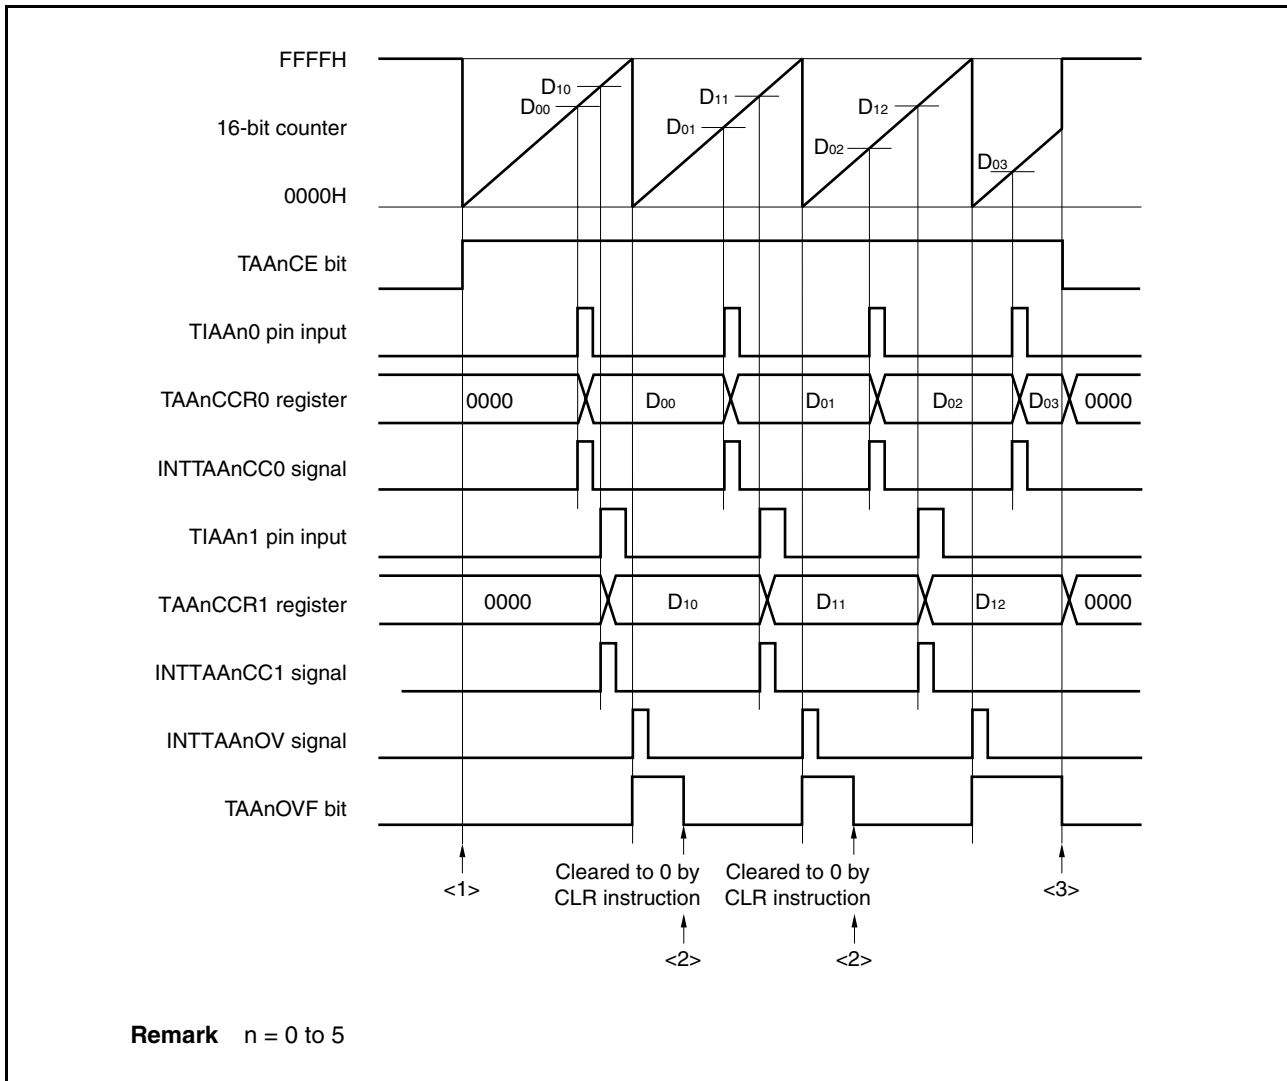 FFFFH
D10
D00
D11
D01
D12
D02
D03
16-bit counter
0000H
TAAnCE bit
TIAAn0 pin input
TAAnCCR0 register
0000 D00 D01 D02 D03 0000
INTTAAnCC0 signal
TIAAn1 pin input
TAAnCCR1 register
0000 D10 D11 D12 0000
INTTAAnCC1 signal
INTTAAnOV signal
TAAnOVF bit
<1>
Cleared to 0 by
CLR instruction
<2>
Cleared to 0 by
CLR instruction
<2>
<3>
Remark n = 0 to 5